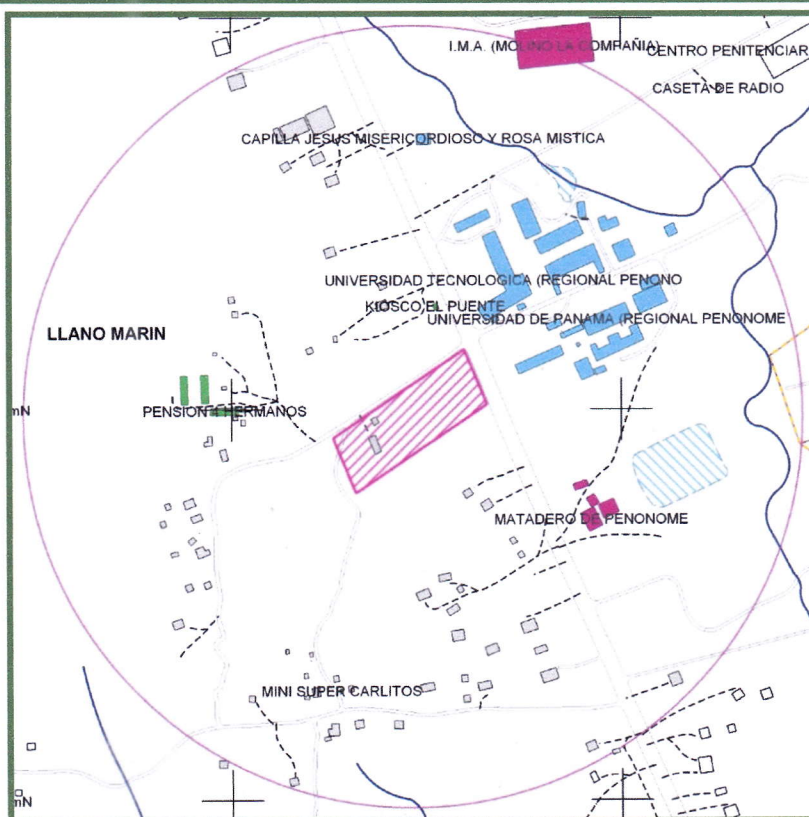 I.M.A. (MOLINO LA COMPAÑIA)
CENTRO PENITENCIAR
CASETA DE RADIO
CAPILLA JESUS MISERICORDIOSO Y ROSA MISTICA
UNIVERSIDAD TECNOLOGICA (REGIONAL PENONO
KIOSCO EL PUENTE
UNIVERSIDAD DE PANAMA (REGIONAL PENONOME
LLANO MARIN
mN
PENSION 4 HERMANOS
MATADERO DE PENONOME
MINI SUPER CARLITOS
mN